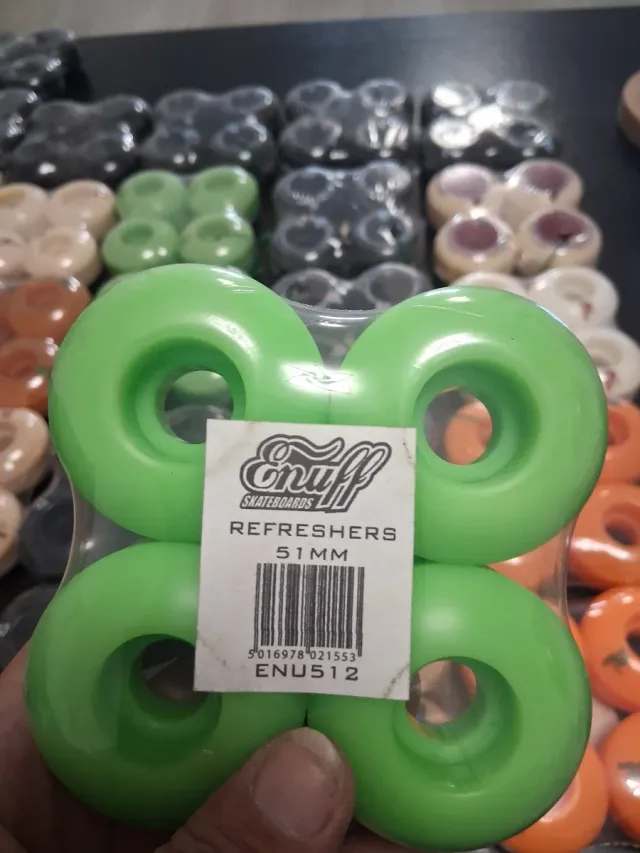 Enuff
SKATEBOARDS
REFRESHERS
51MM
5 016978 021553
ENU512